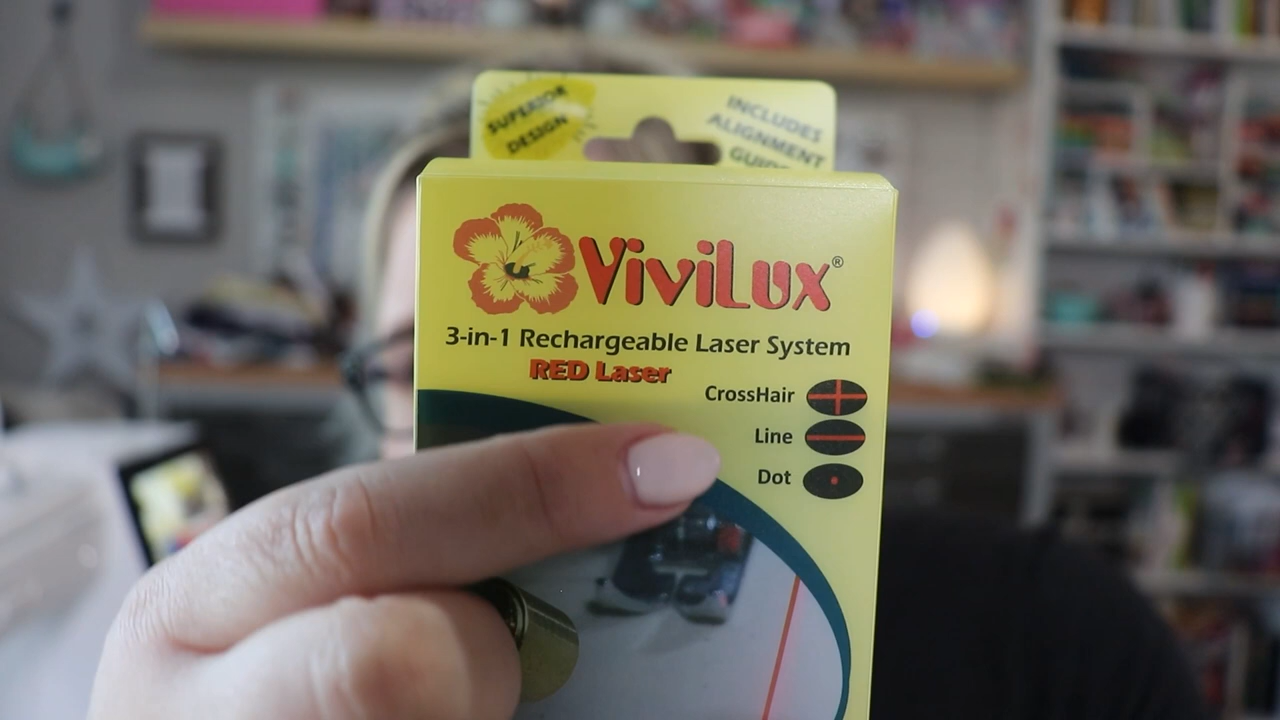 SUPERIOR
DESIGN
INCLUDES
ALIGNMENT
GUIDE
ViviLux®
3-in-1 Rechargeable Laser System
RED Laser
CrossHair
Line
Dot